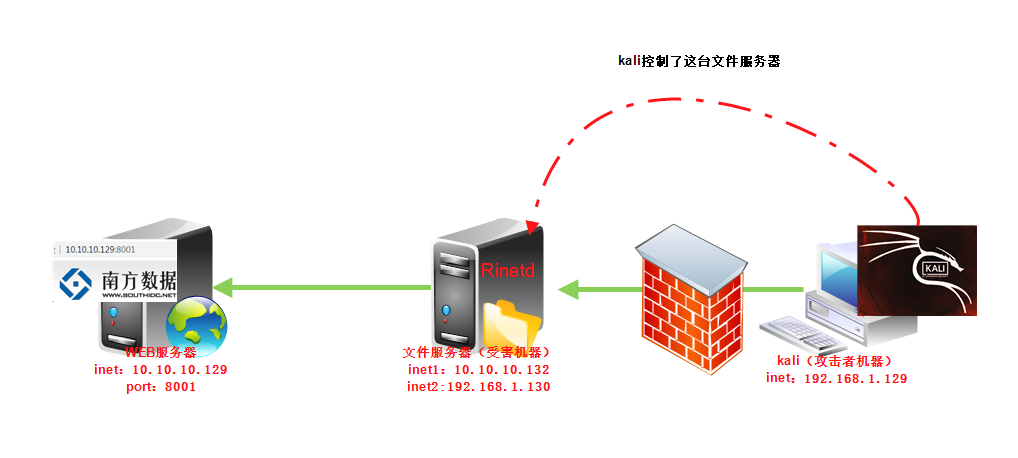 kali控制了这台文件服务器
: | 10.10.10.129:8001
南方数据
WWW.SOUTHIDC.NET
Rinetd
KALI
WEB服务器
inet: 10.10.10.129
port: 8001
文件服务器（受害机器）
inet1: 10.10.10.132
inet2:192.168.1.130
kali（攻击者机器）
inet: 192.168.1.129